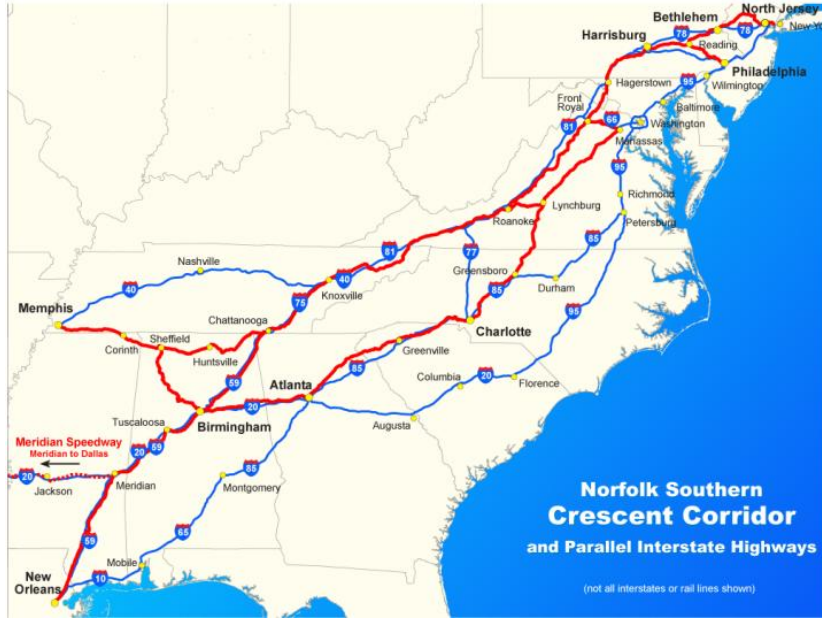 North Jersey
Bethlehem
78
New Yo
Harrisburg
78
Reading
Philadelphia
Hagerstown
95
Wilmington
Front
Royal
Baltimore
81
66
Washington
Manassas
95
Richmond
Lynchburg
Roanoke
Petersburg
81
77
85
Nashville
Greensboro
40
40
Knoxville
85
Durham
75
95
Memphis
Chattanooga
Sheffield
Charlotte
Corinth
Huntsville
Greenville
85
59
Atlanta
Columbia
20
Florence
20
Tuscaloosa
Birmingham
Augusta
Meridian Speedway
Meridian to Dallas
59
20
85
20
Jackson
Meridian
Montgomery
65
59
Mobile
New
Orleans
10
Norfolk Southern
Crescent Corridor
and Parallel Interstate Highways
(not all interstates or rail lines shown)